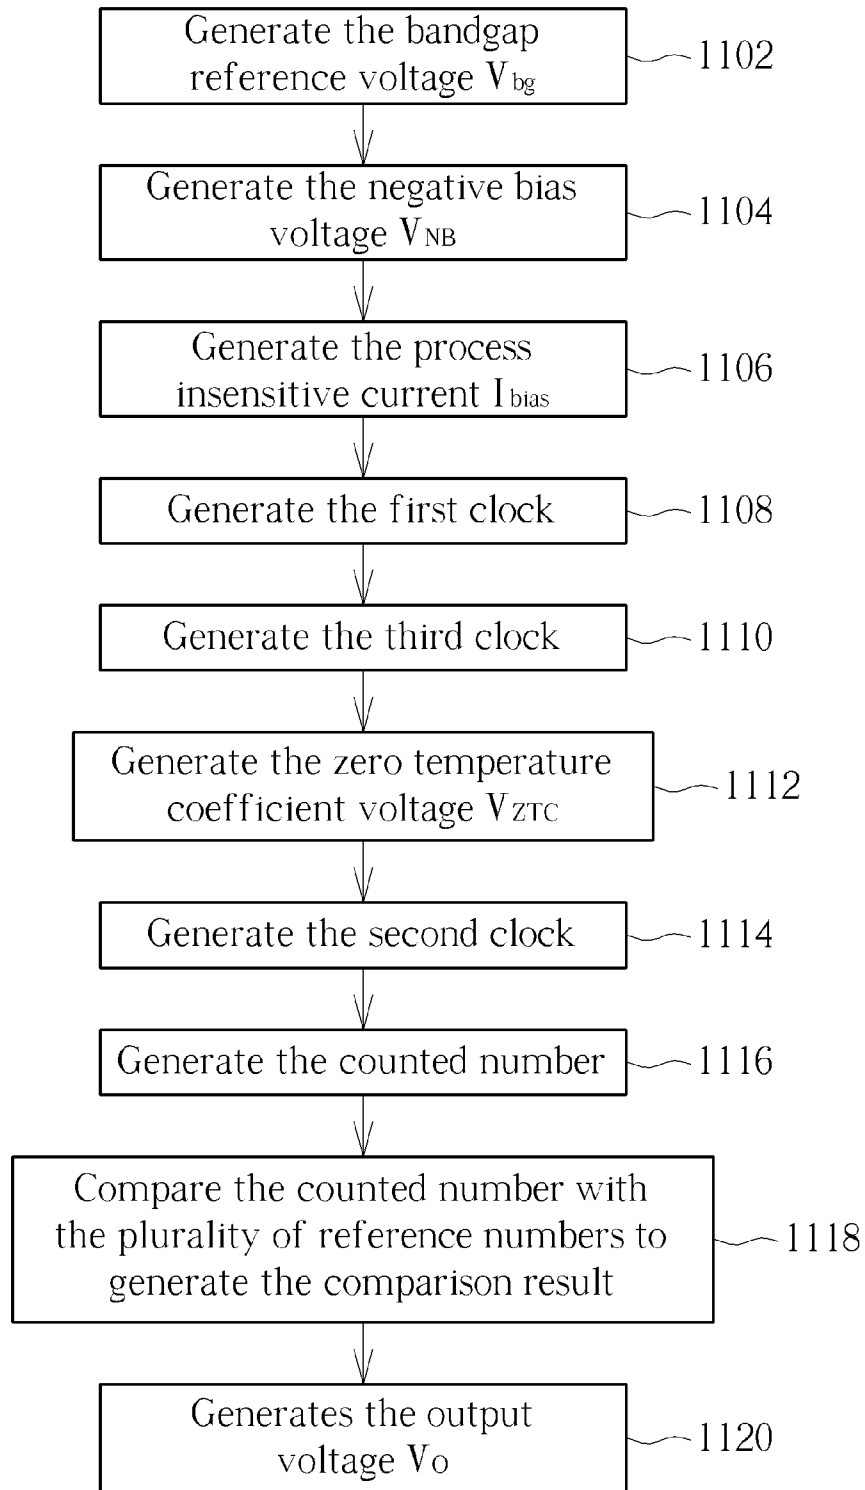 Generate the bandgap
reference voltage Vbg
1102
Generate the negative bias
voltage VNB
1104
Generate the process
insensitive current Ibias
1106
Generate the first clock
1108
Generate the third clock
1110
Generate the zero temperature
coefficient voltage VZTC
1112
Generate the second clock
1114
Generate the counted number
1116
Compare the counted number with
the plurality of reference numbers to
generate the comparison result
1118
Generates the output
voltage VO
1120